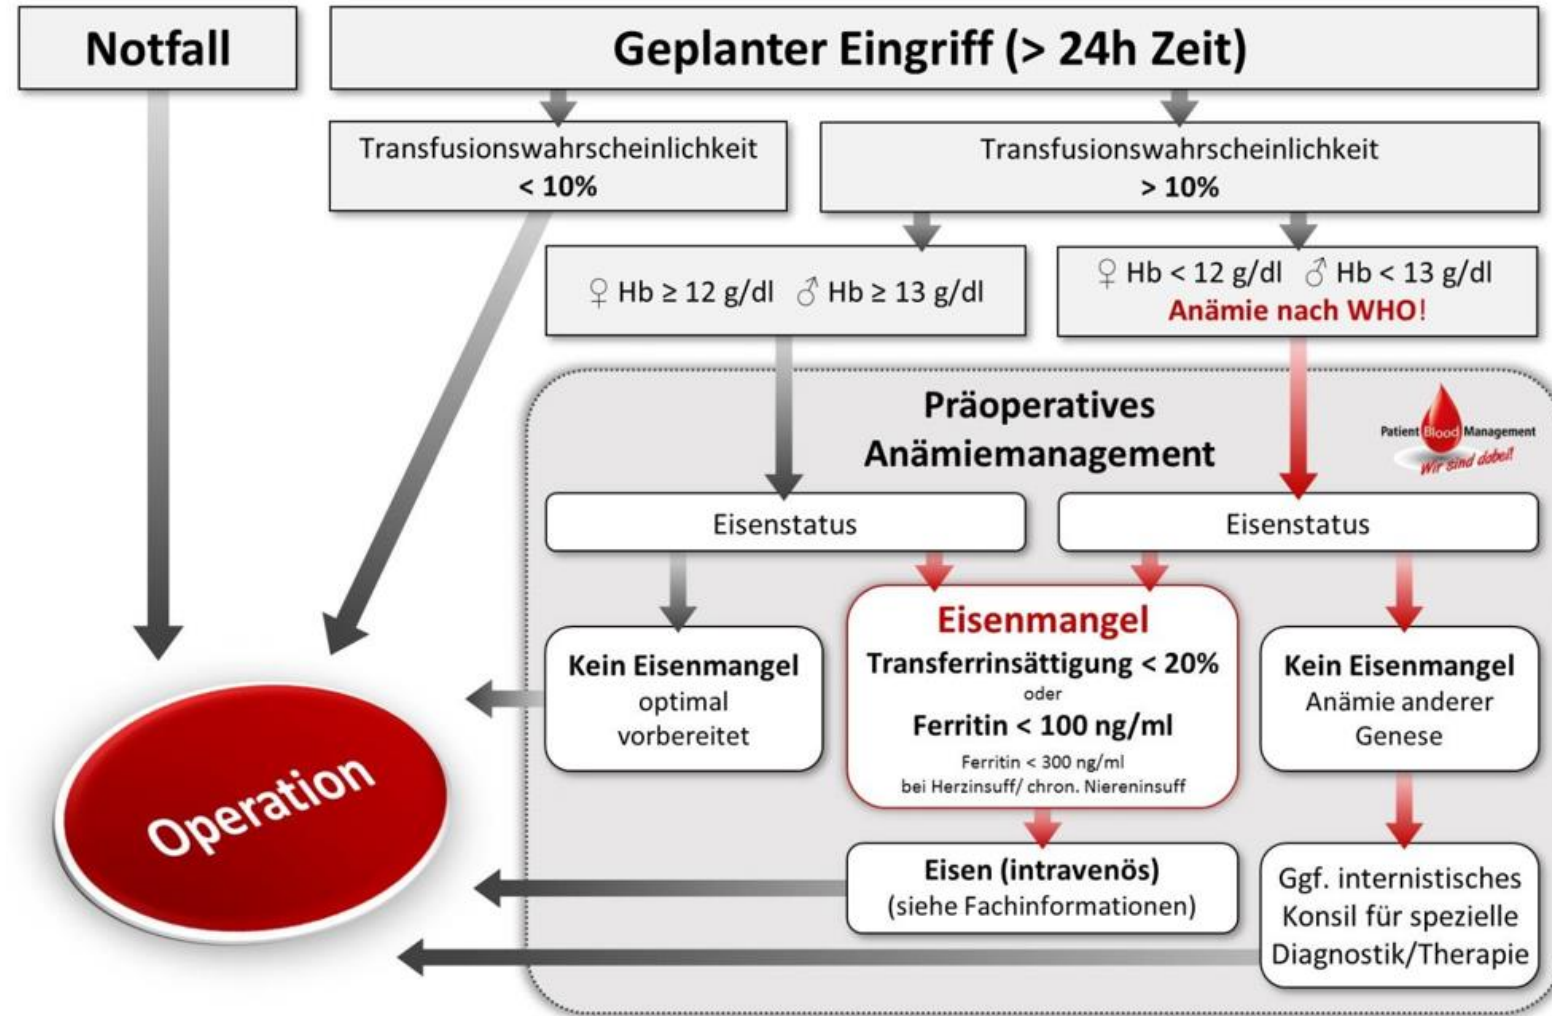 Notfall
Geplanter Eingriff (> 24h Zeit)
Transfusionswahrscheinlichkeit
< 10%
Transfusionswahrscheinlichkeit
> 10%
♀ Hb ≥ 12 g/dl ♂ Hb ≥ 13 g/dl
♀ Hb < 12 g/dl ♂ Hb < 13 g/dl
Anämie nach WHO!
Präoperatives
Anämiemanagement
Patient Blood Management
Wir sind dabei!
Eisenstatus
Eisenstatus
Kein Eisenmangel
optimal
vorbereitet
Eisenmangel
Transferrinsättigung < 20%
oder
Ferritin < 100 ng/ml
Ferritin < 300 ng/ml
bei Herzinsuff/ chron. Niereninsuff
Kein Eisenmangel
Anämie anderer
Genese
Operation
Eisen (intravenös)
(siehe Fachinformationen)
Ggf. internistisches
Konsil für spezielle
Diagnostik/Therapie